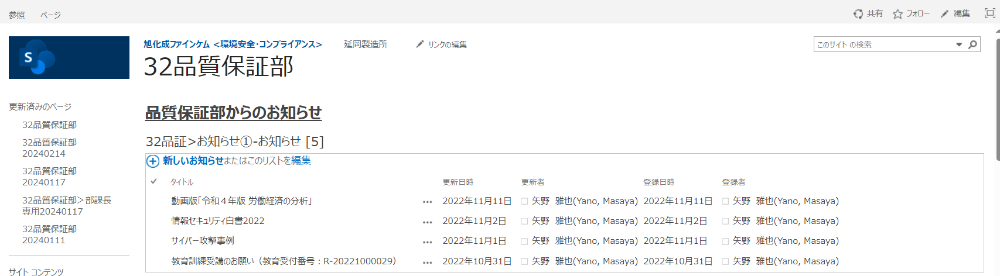 参照 ページ 共有 フォロー 編集
S
旭化成ファインケム <環境安全・コンプライアンス> 延岡製造所 リンクの編集
このサイト の検索
32品質保証部
更新済みのページ
32品質保証部
32品質保証部
20240214
32品質保証部
20240117
32品質保証部＞部課長
専用20240117
32品質保証部
20240111
サイト コンテンツ
品質保証部からのお知らせ
32品証>お知らせ①-お知らせ [5]
新しいお知らせまたはこのリストを編集
タイトル 更新日時 更新者 登録日時 登録者
動画版「令和４年版 労働経済の分析」 ••• 2022年11月11日 矢野 雅也(Yano, Masaya) 2022年11月11日 矢野 雅也(Yano, Masaya)
情報セキュリティ白書2022 ••• 2022年11月2日 矢野 雅也(Yano, Masaya) 2022年11月2日 矢野 雅也(Yano, Masaya)
サイバー攻撃事例 ••• 2022年11月1日 矢野 雅也(Yano, Masaya) 2022年11月1日 矢野 雅也(Yano, Masaya)
教育訓練受講のお願い（教育受付番号：R-20221000029） ••• 2022年10月31日 矢野 雅也(Yano, Masaya) 2022年10月31日 矢野 雅也(Yano, Masaya)